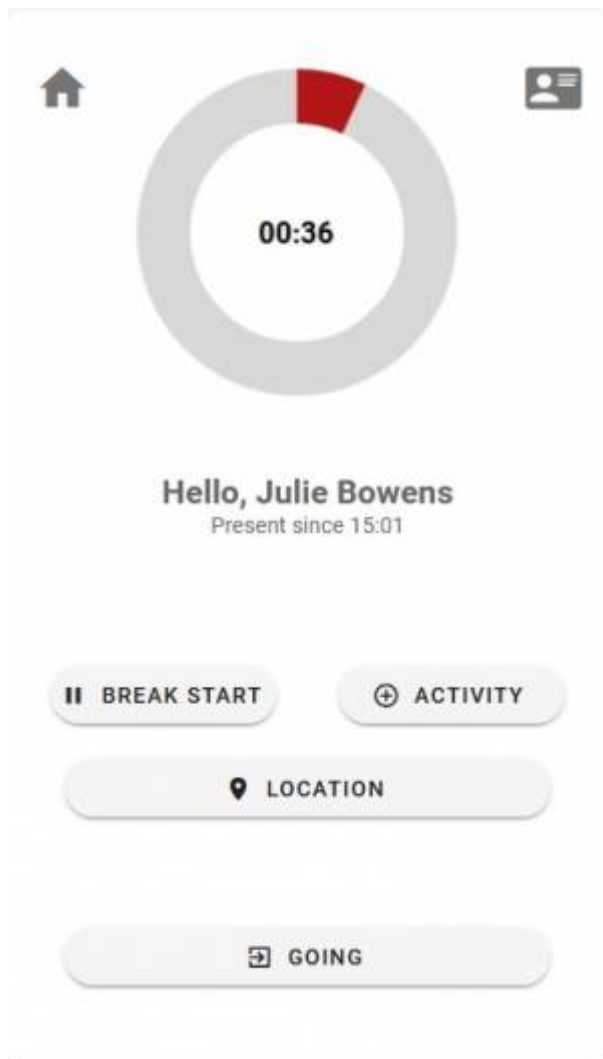 00:36
Hello, Julie Bowens
Present since 15:01
BREAK START
ACTIVITY
LOCATION
GOING